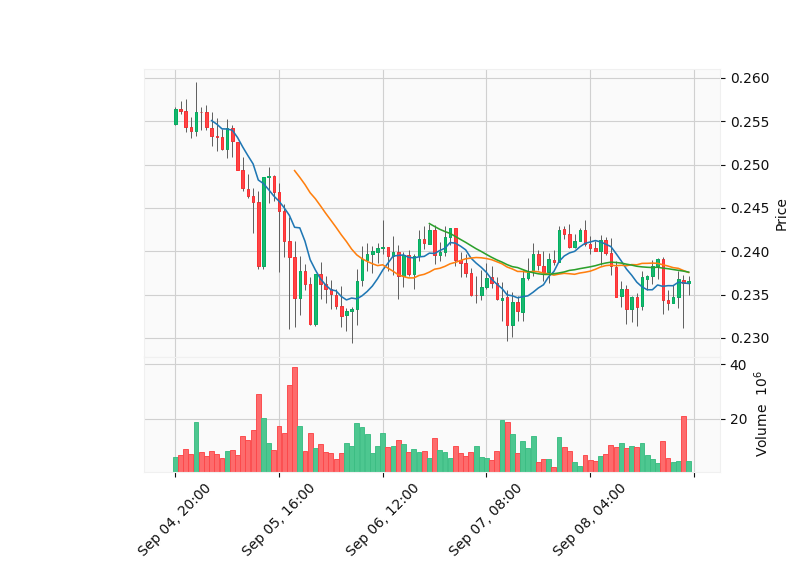 0.260
0.255
0.250
0.245
0.240
0.235
0.230
Price
40
20
Volume 10^6
Sep 04, 20:00
Sep 05, 16:00
Sep 06, 12:00
Sep 07, 08:00
Sep 08, 04:00